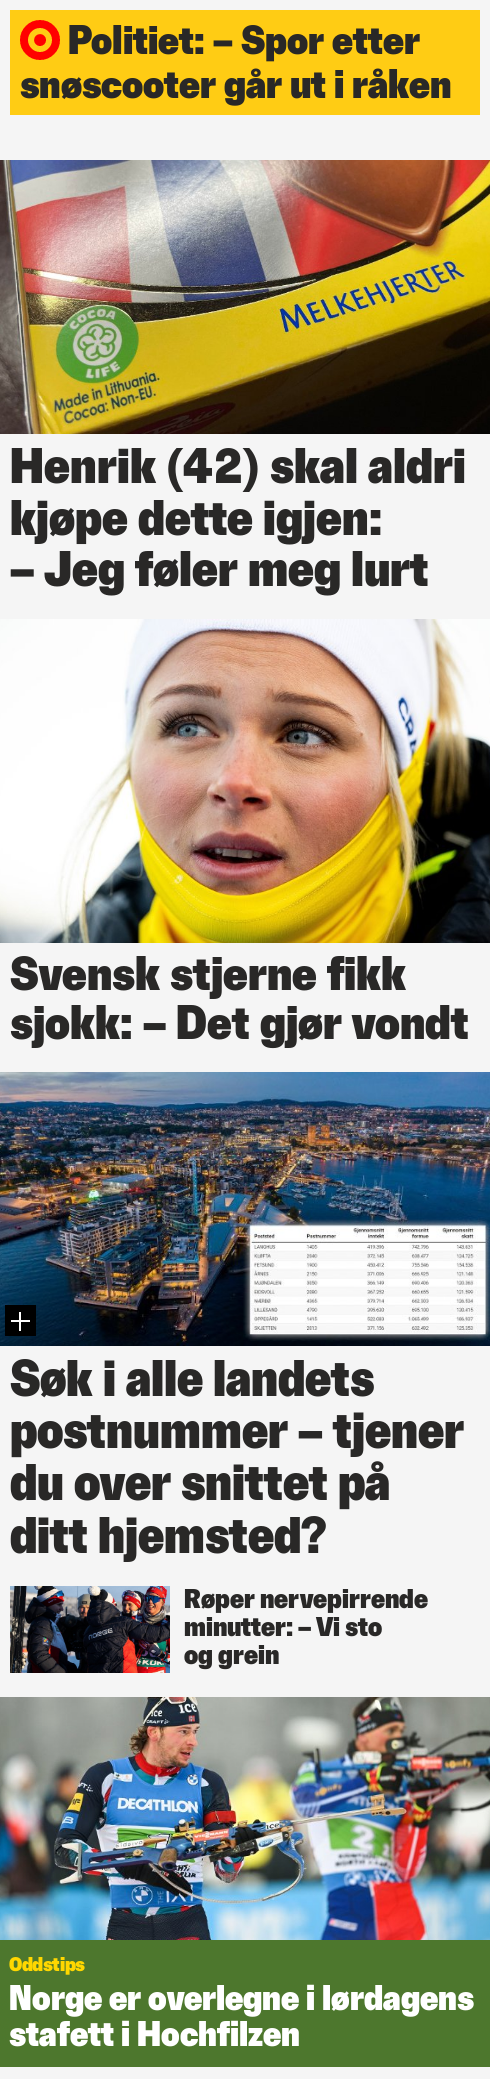 Politiet: – Spor etter
snøscooter går ut i råken
MELKEHJERTER
COCOA
LIFE
Made in Lithuania.
Cocoa: Non-EU.
Henrik (42) skal aldri
kjøpe dette igjen:
– Jeg føler meg lurt
Svensk stjerne fikk
sjokk: – Det gjør vondt
Søk i alle landets
postnummer – tjener
du over snittet på
ditt hjemsted?
Røper nervepirrende
minutter: – Vi sto
og grein
DECATHLON
Oddstips
Norge er overlegne i lørdagens
stafett i Hochfilzen